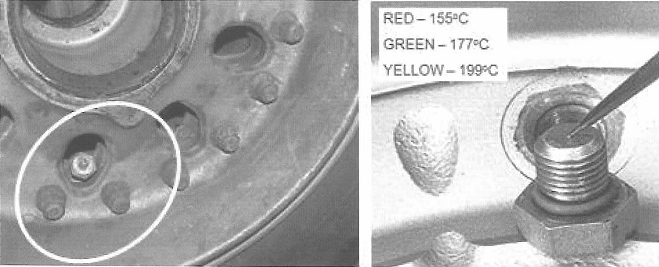 RED – 155ºC
GREEN – 177ºC
YELLOW – 199ºC